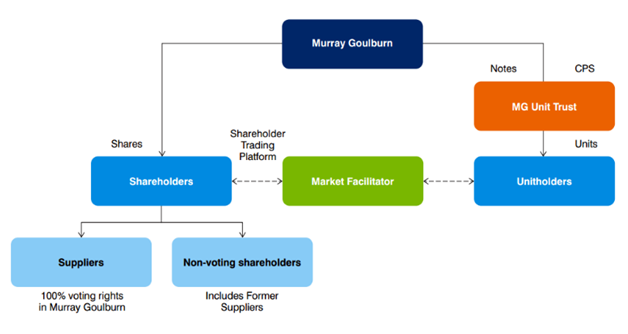 Murray Goulburn
Notes
CPS
MG Unit Trust
Shares
Shareholder
Trading
Platform
Units
Shareholders
Market Facilitator
Unitholders
Suppliers
Non-voting shareholders
100% voting rights
in Murray Goulburn
Includes Former
Suppliers